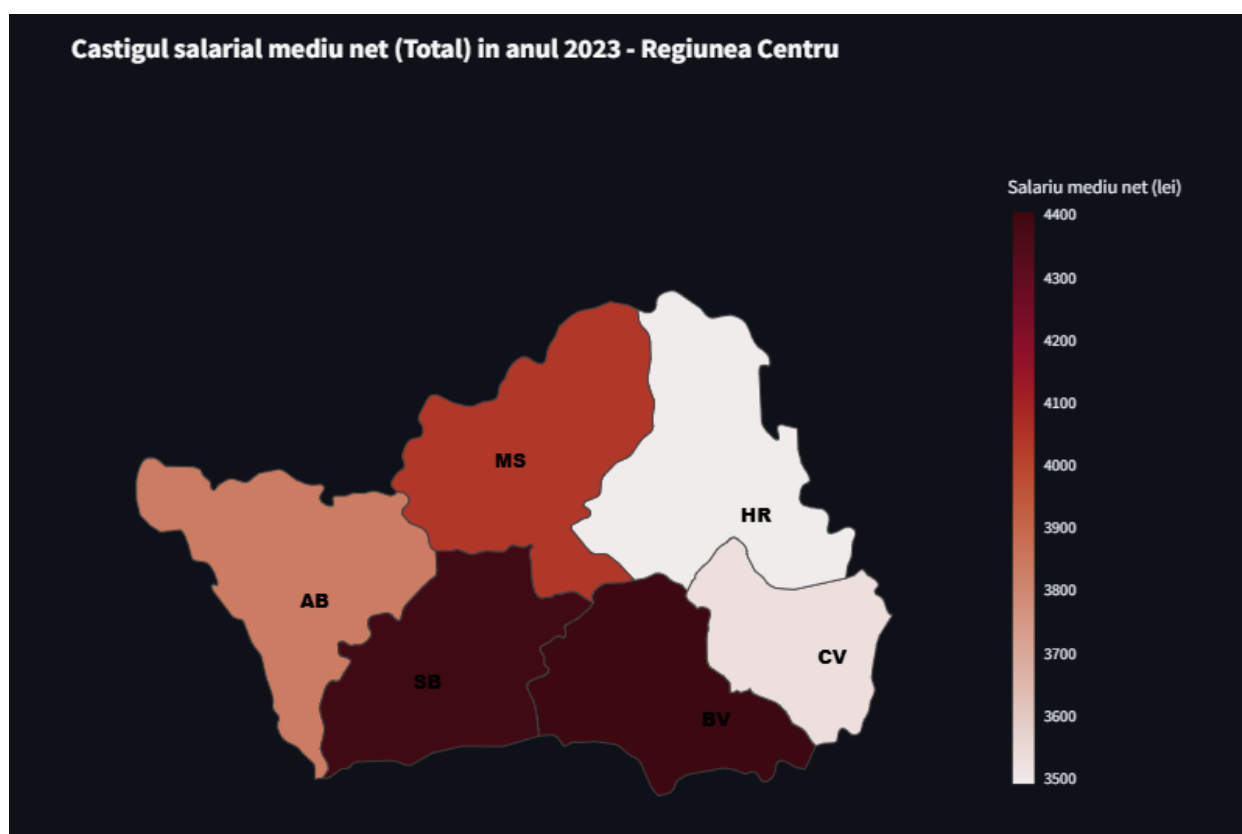 Castigul salarial mediu net (Total) in anul 2023 - Regiunea Centru
Salariu mediu net (lei)
4400
4300
4200
4100
4000
3900
3800
3700
3600
3500
MS
HR
AB
CV
SB
BV